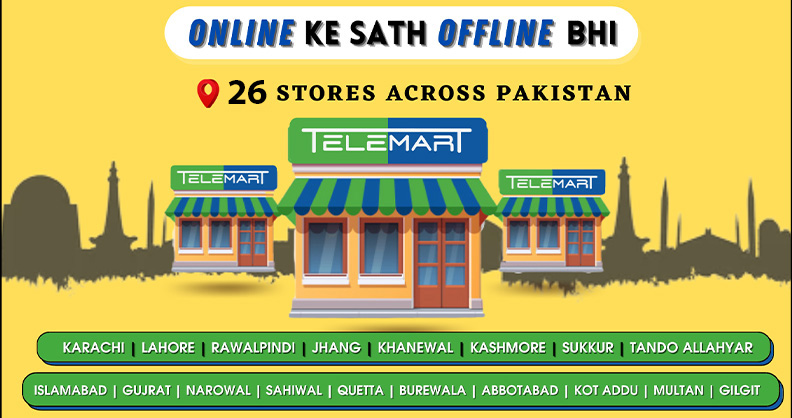 ONLINE KE SATH OFFLINE BHI
26 STORES ACROSS PAKISTAN
TELEMART
TELEMART
TELEMART
KARACHI | LAHORE | RAWALPINDI | JHANG | KHANEWAL | KASHMORE | SUKKUR | TANDO ALLAHYAR
ISLAMABAD | GUJRAT | NAROWAL | SAHIWAL | QUETTA | BUREWALA | ABBOTABAD | KOT ADDU | MULTAN | GILGIT